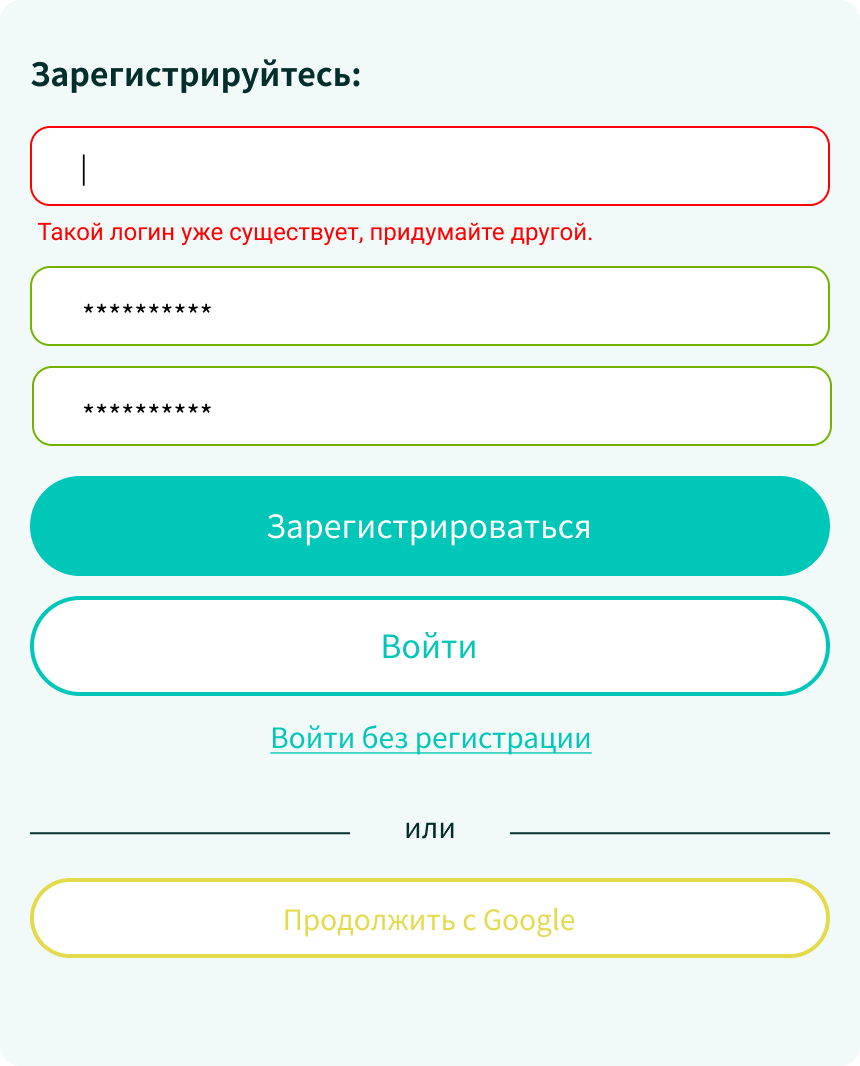 Зарегистрируйтесь:
Такой логин уже существует, придумайте другой.
**********
**********
Зарегистрироваться
Войти
Войти без регистрации
или
Продолжить с Google